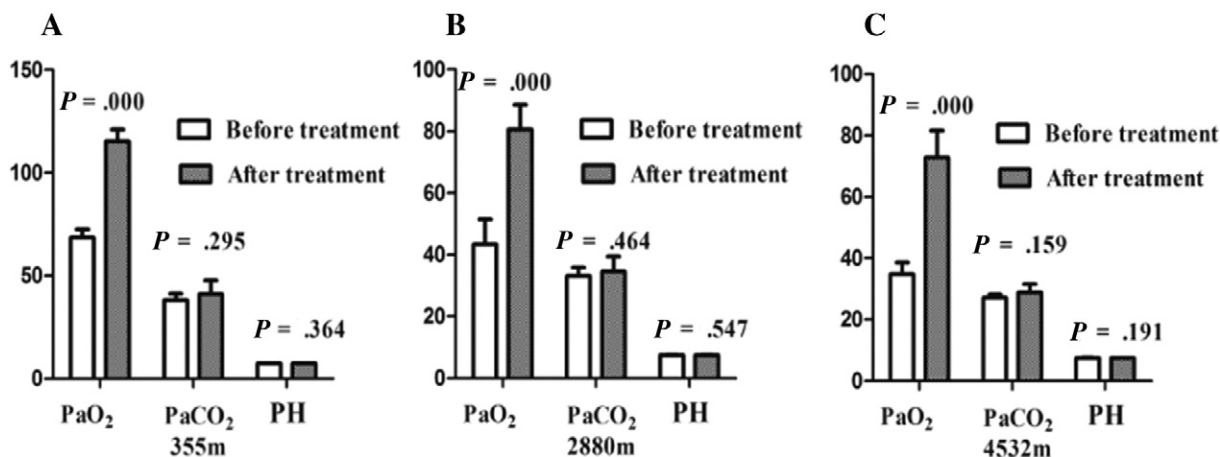 A
150
100
50
0
P = .000
Before treatment
After treatment
P = .295
P = .364
PaO₂ PaCO₂ PH
355m
B
100
80
60
40
20
0
P = .000
Before treatment
After treatment
P = .464
P = .547
PaO₂ PaCO₂ PH
2880m
C
100
80
60
40
20
0
P = .000
Before treatment
After treatment
P = .159
P = .191
PaO₂ PaCO₂ PH
4532m